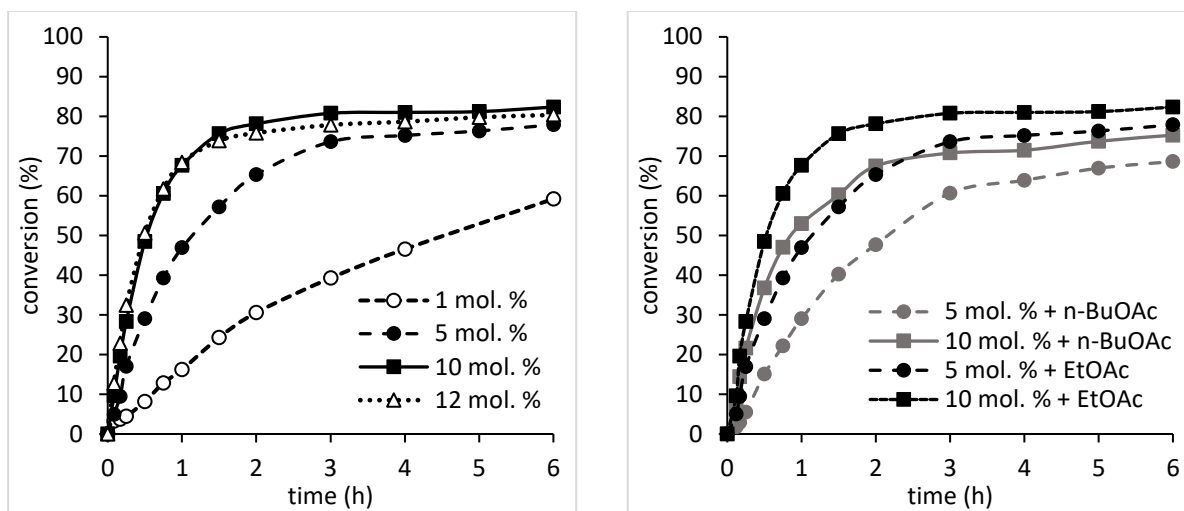 100
90
80
70
60
50
40
30
20
10
0
conversion (%)
0 1 2 3 4 5 6
time (h)
1 mol. %
5 mol. %
10 mol. %
12 mol. %
100
90
80
70
60
50
40
30
20
10
0
conversion (%)
0 1 2 3 4 5 6
time (h)
5 mol. % + n-BuOAc
10 mol. % + n-BuOAc
5 mol. % + EtOAc
10 mol. % + EtOAc